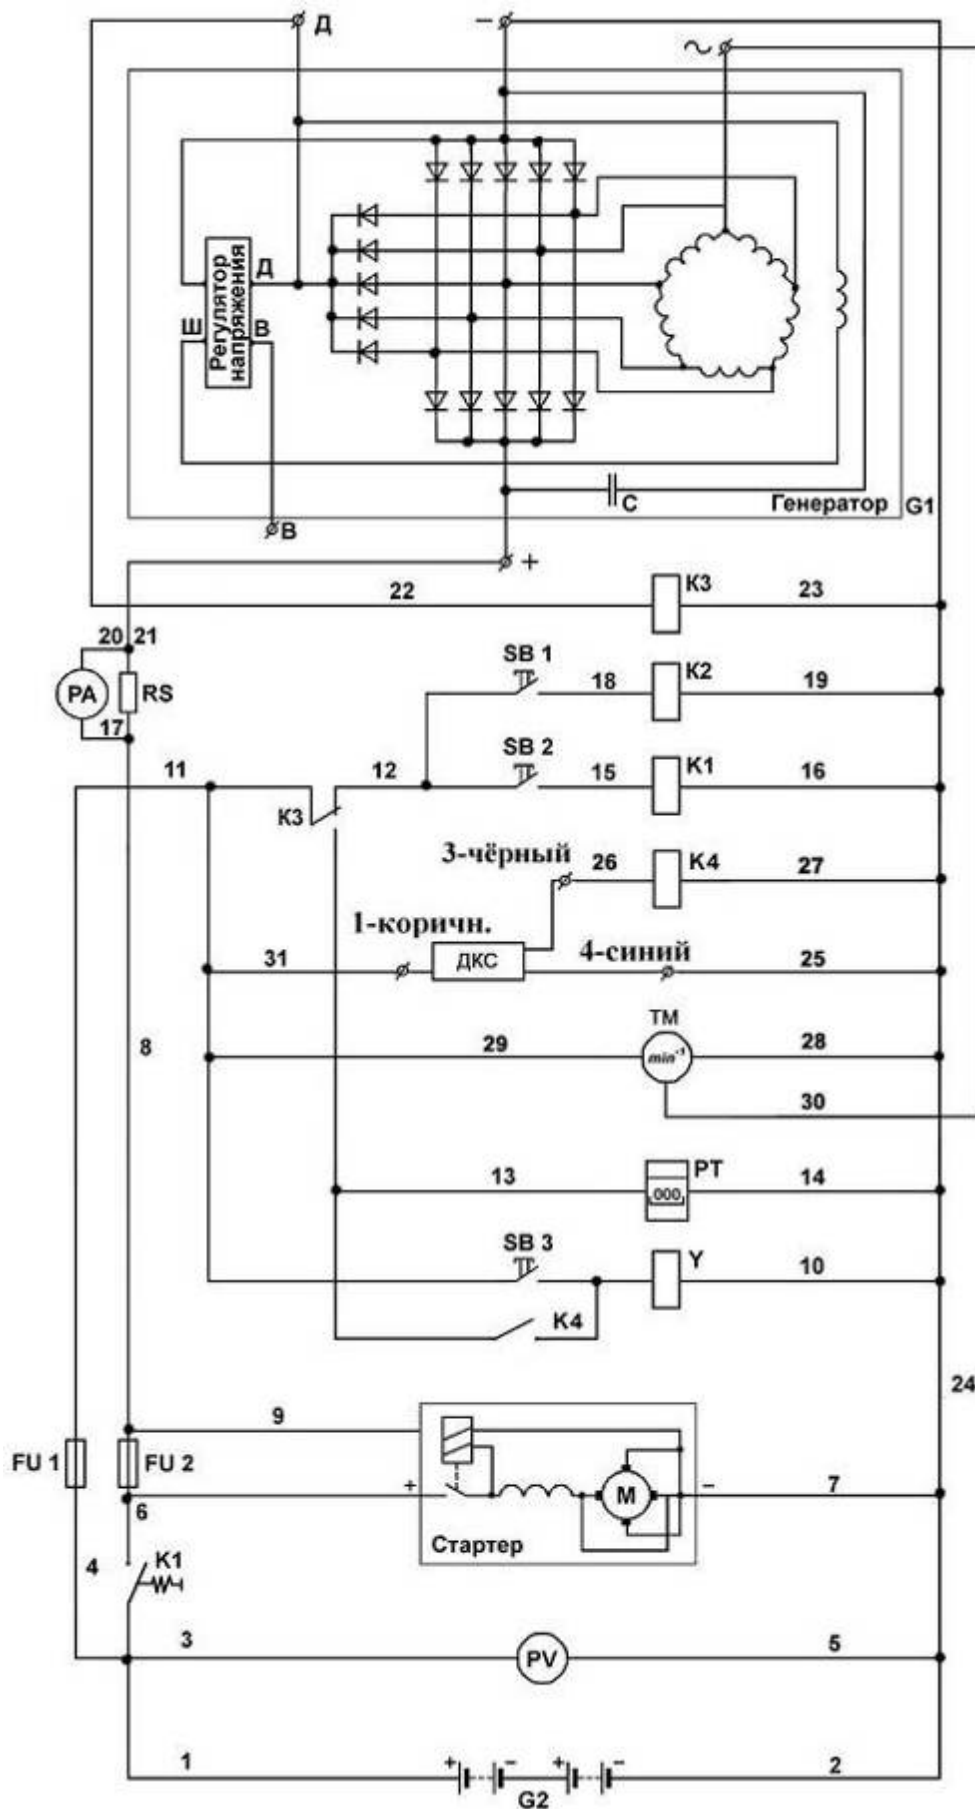 Д
–
~
Регулятор напряжения
Д
Ш
В
С
Генератор
G1
В
+
22
К3
23
20
21
SB 1
18
К2
19
PA
RS
17
SB 2
11
12
15
К1
16
К3
3-чёрный
26
К4
27
1-коричн.
31
ДКС
4-синий
25
ТМ
8
29
min⁻¹
28
30
13
РТ
000
14
SB 3
Y
10
К4
24
9
FU 1
FU 2
+
М
–
7
6
Стартер
4
К1
3
PV
5
1
+
–
+
–
2
G2